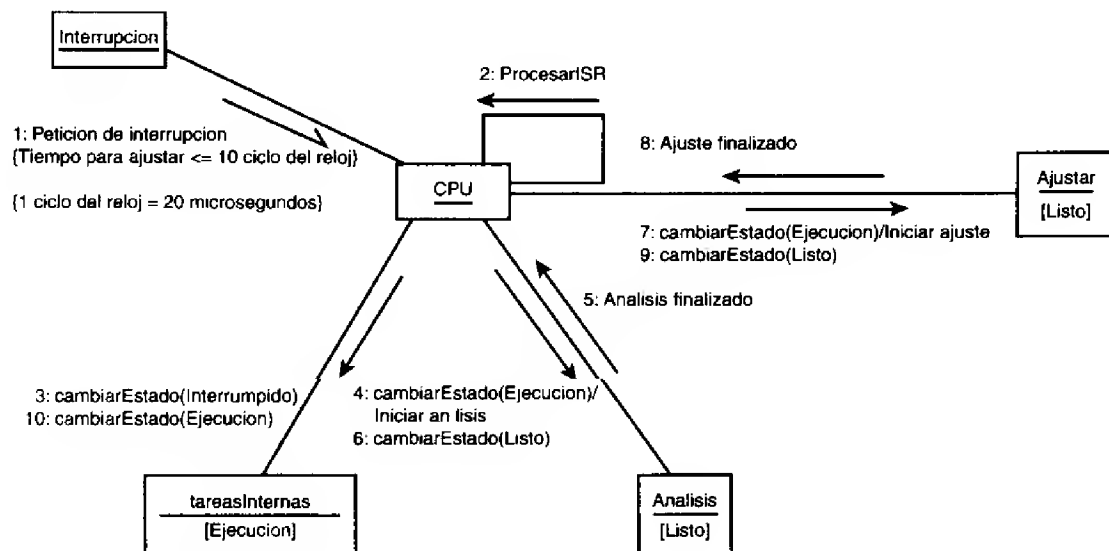 Interrupcion
2: ProcesarISR
1: Peticion de interrupcion
{Tiempo para ajustar <= 10 ciclo del reloj}
8: Ajuste finalizado
CPU
Ajustar
[Listo]
{1 ciclo del reloj = 20 microsegundos}
7: cambiarEstado(Ejecucion)/Iniciar ajuste
9: cambiarEstado(Listo)
5: Analisis finalizado
3: cambiarEstado(Interrumpido)
10: cambiarEstado(Ejecucion)
4: cambiarEstado(Ejecucion)/
Iniciar an lisis
6: cambiarEstado(Listo)
tareasInternas
[Ejecucion]
Analisis
[Listo]